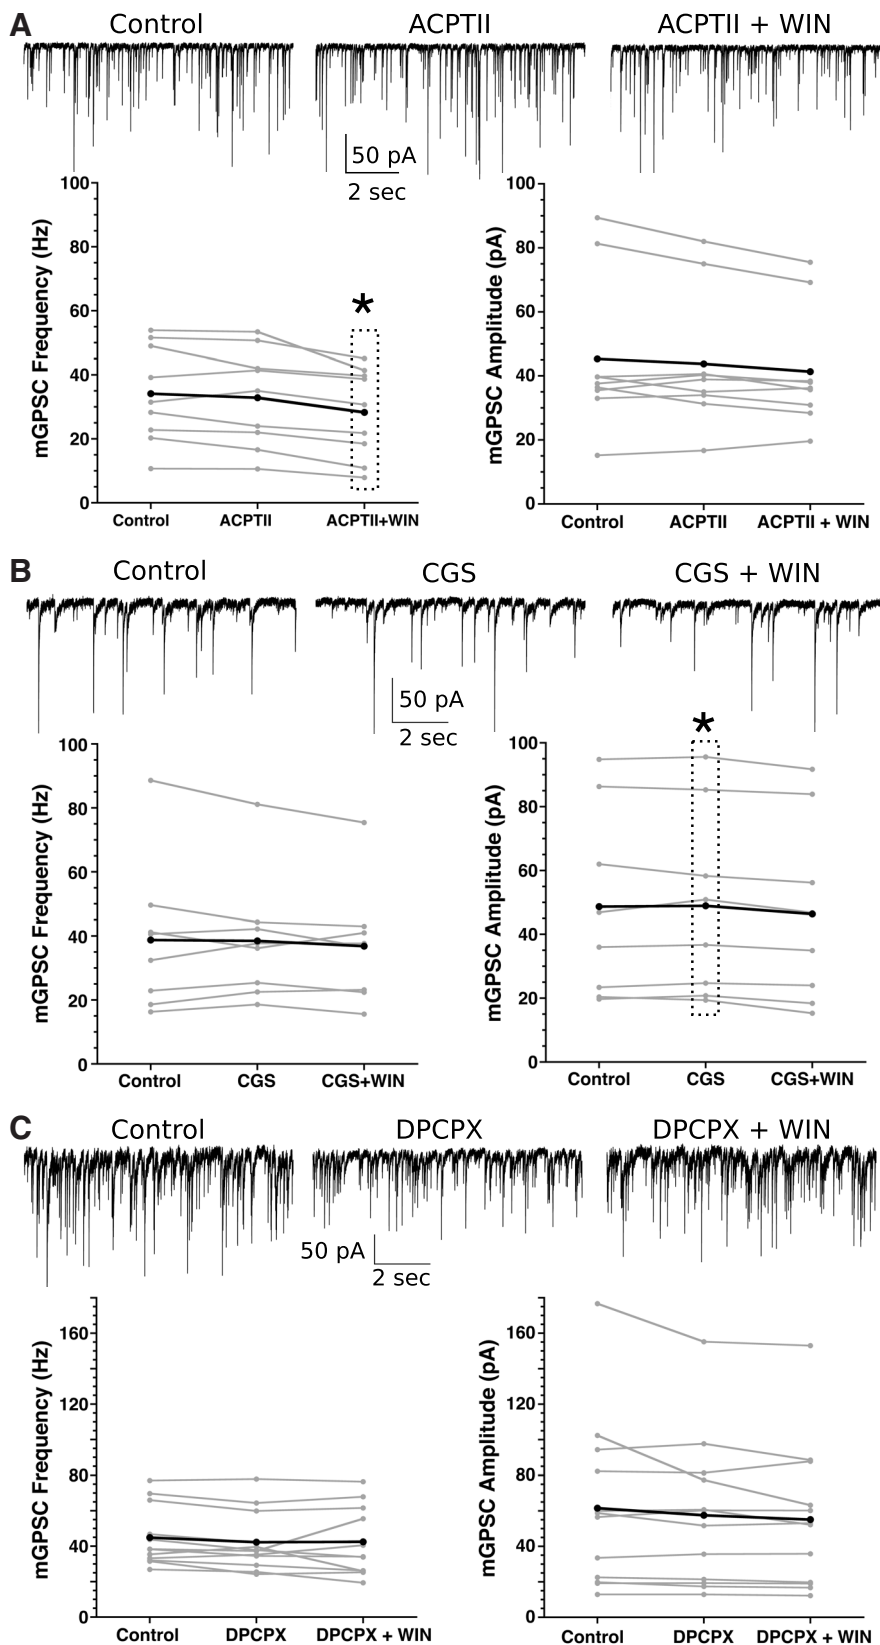 A
Control ACPTII ACPTII + WIN
50 pA
2 sec
mGPSC Frequency (Hz)
100
80
60
40
20
0
*
Control ACPTII ACPTII+WIN
mGPSC Amplitude (pA)
100
80
60
40
20
0
Control ACPTII ACPTII + WIN
B
Control CGS CGS + WIN
50 pA
2 sec
mGPSC Frequency (Hz)
100
80
60
40
20
0
Control CGS CGS+WIN
mGPSC Amplitude (pA)
100
80
60
40
20
0
*
Control CGS CGS+WIN
C
Control DPCPX DPCPX + WIN
50 pA
2 sec
mGPSC Frequency (Hz)
160
120
80
40
0
Control DPCPX DPCPX + WIN
mGPSC Amplitude (pA)
160
120
80
40
0
Control DPCPX DPCPX + WIN